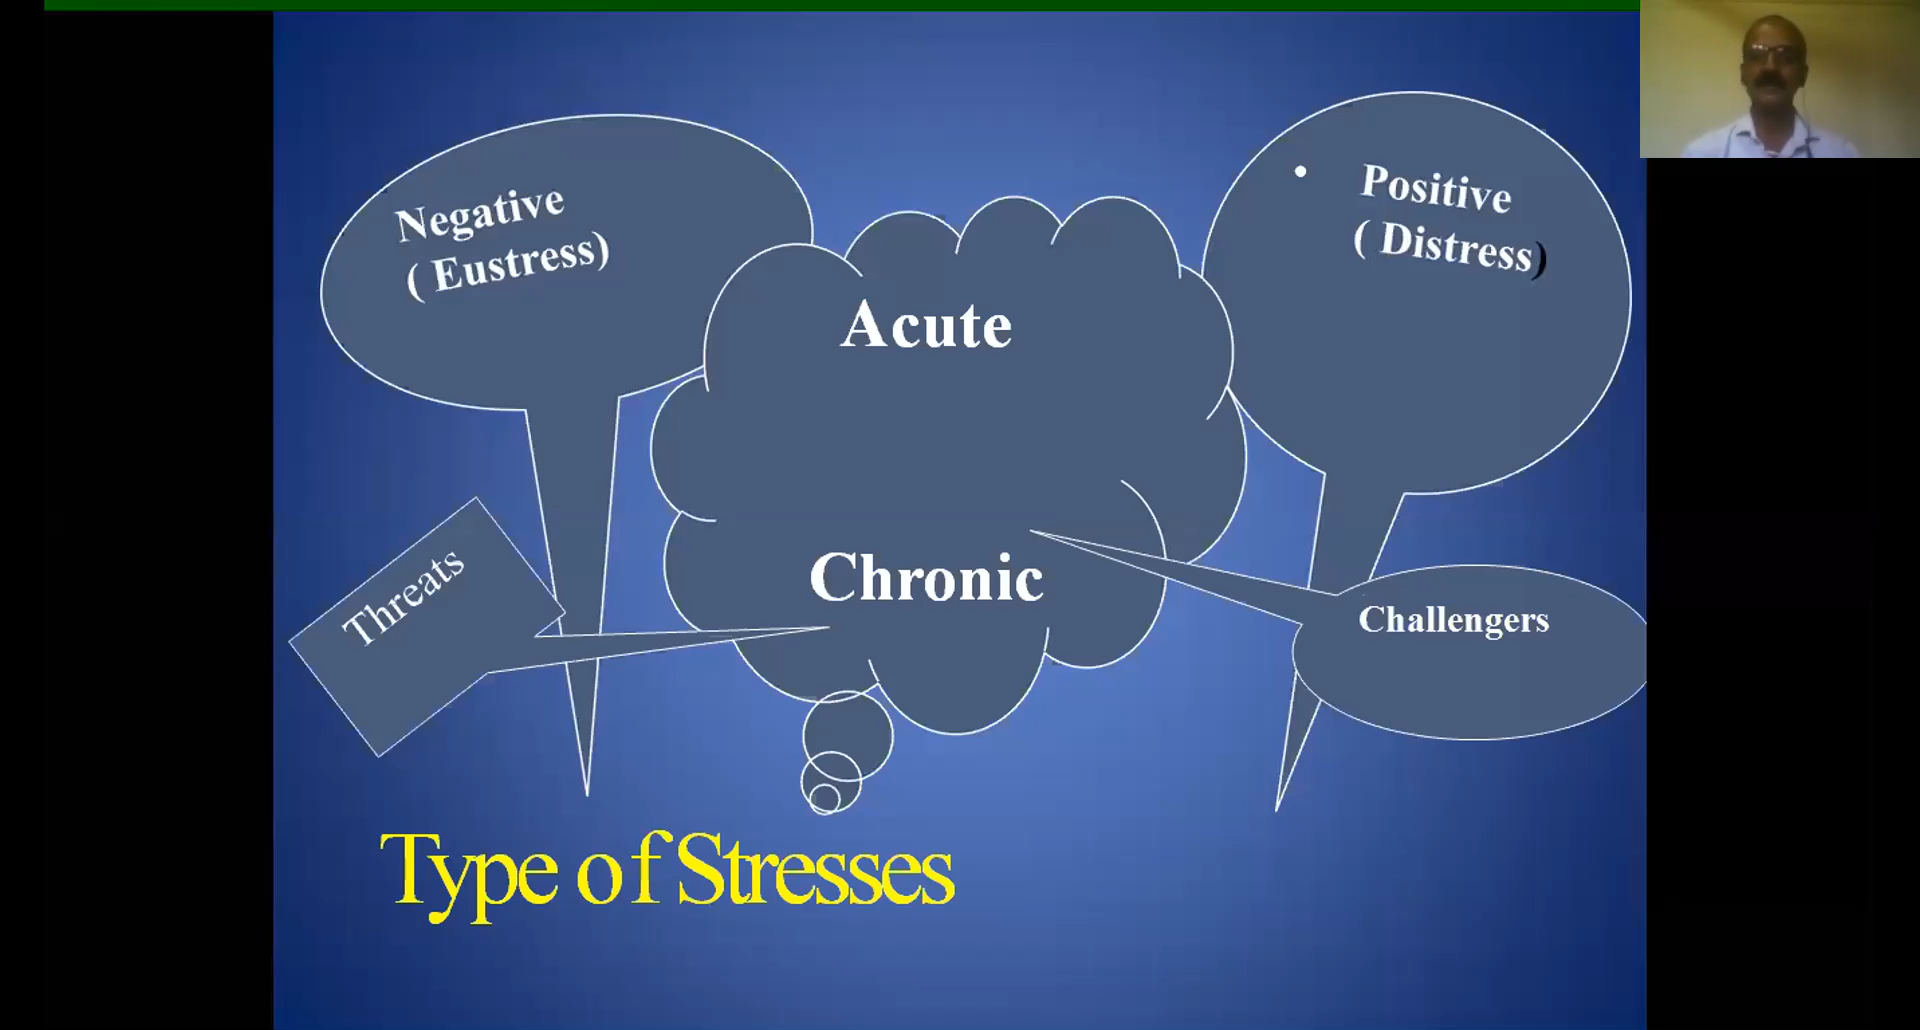 Negative
( Eustress)
• Positive
( Distress)
Acute
Chronic
Threats
Challengers
Type of Stresses